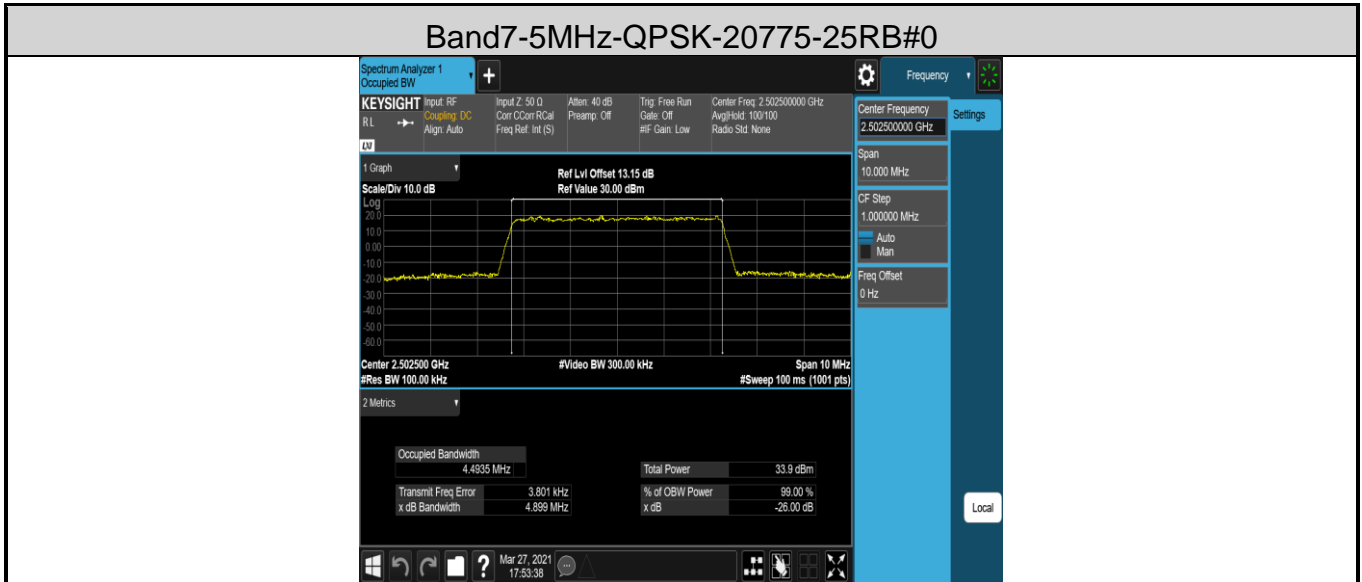 Band7-5MHz-QPSK-20775-25RB#0
Spectrum Analyzer 1
Occupied BW
+
Frequency
KEYSIGHT
RL
LXI
Input: RF
Coupling: DC
Align: Auto
Input Z: 50 Ω
Corr CCorr RCal
Freq Ref: Int (S)
Atten: 40 dB
Preamp: Off
Trig: Free Run
Gate: Off
#IF Gain: Low
Center Freq: 2.502500000 GHz
Avg|Hold: 100/100
Radio Std: None
Center Frequency
2.502500000 GHz
Settings
Span
10.000 MHz
CF Step
1.000000 MHz
Auto
Man
Freq Offset
0 Hz
1 Graph
Scale/Div 10.0 dB
Ref Lvl Offset 13.15 dB
Ref Value 30.00 dBm
Log
20.0
10.0
0.00
-10.0
-20.0
-30.0
-40.0
-50.0
-60.0
Center 2.502500 GHz
#Video BW 300.00 kHz
Span 10 MHz
#Res BW 100.00 kHz
#Sweep 100 ms (1001 pts)
2 Metrics
Occupied Bandwidth
4.4935 MHz
Total Power 33.9 dBm
Transmit Freq Error 3.801 kHz
% of OBW Power 99.00 %
x dB Bandwidth 4.899 MHz
x dB -26.00 dB
Local
?
Mar 27, 2021
17:53:38